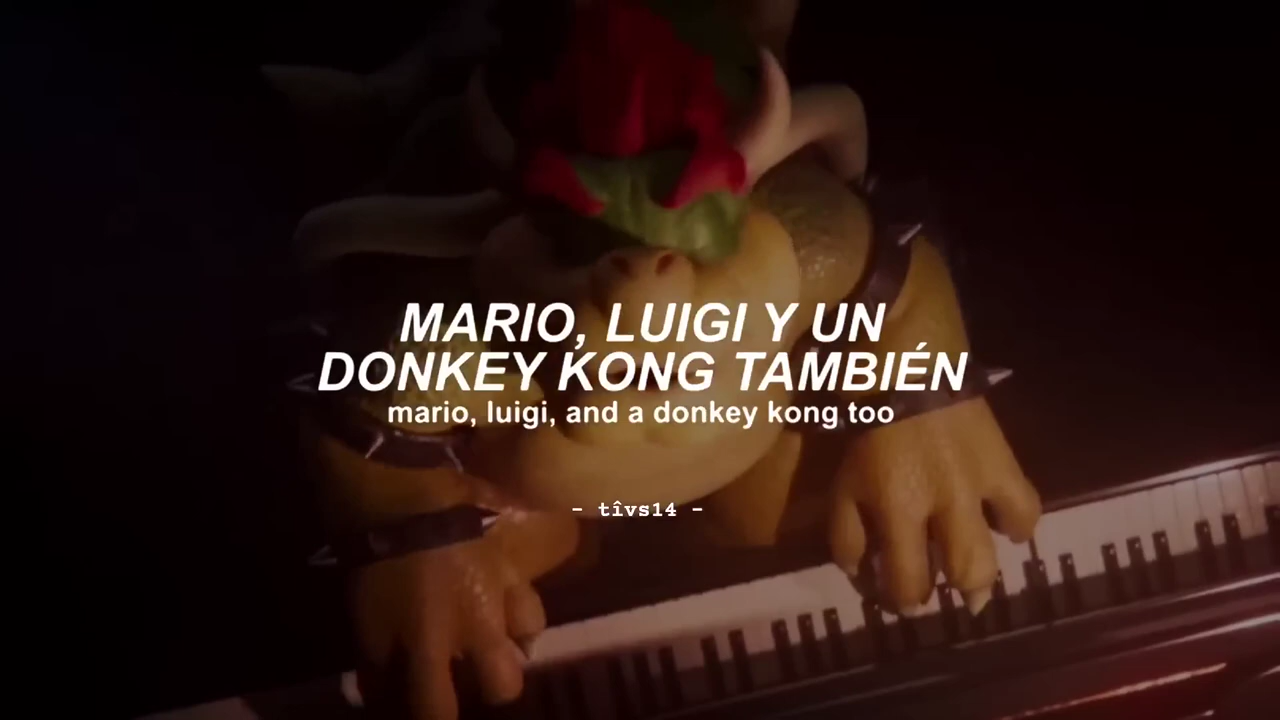 MARIO, LUIGI Y UN
DONKEY KONG TAMBIÉN
mario, luigi, and a donkey kong too
- tîvs14 -